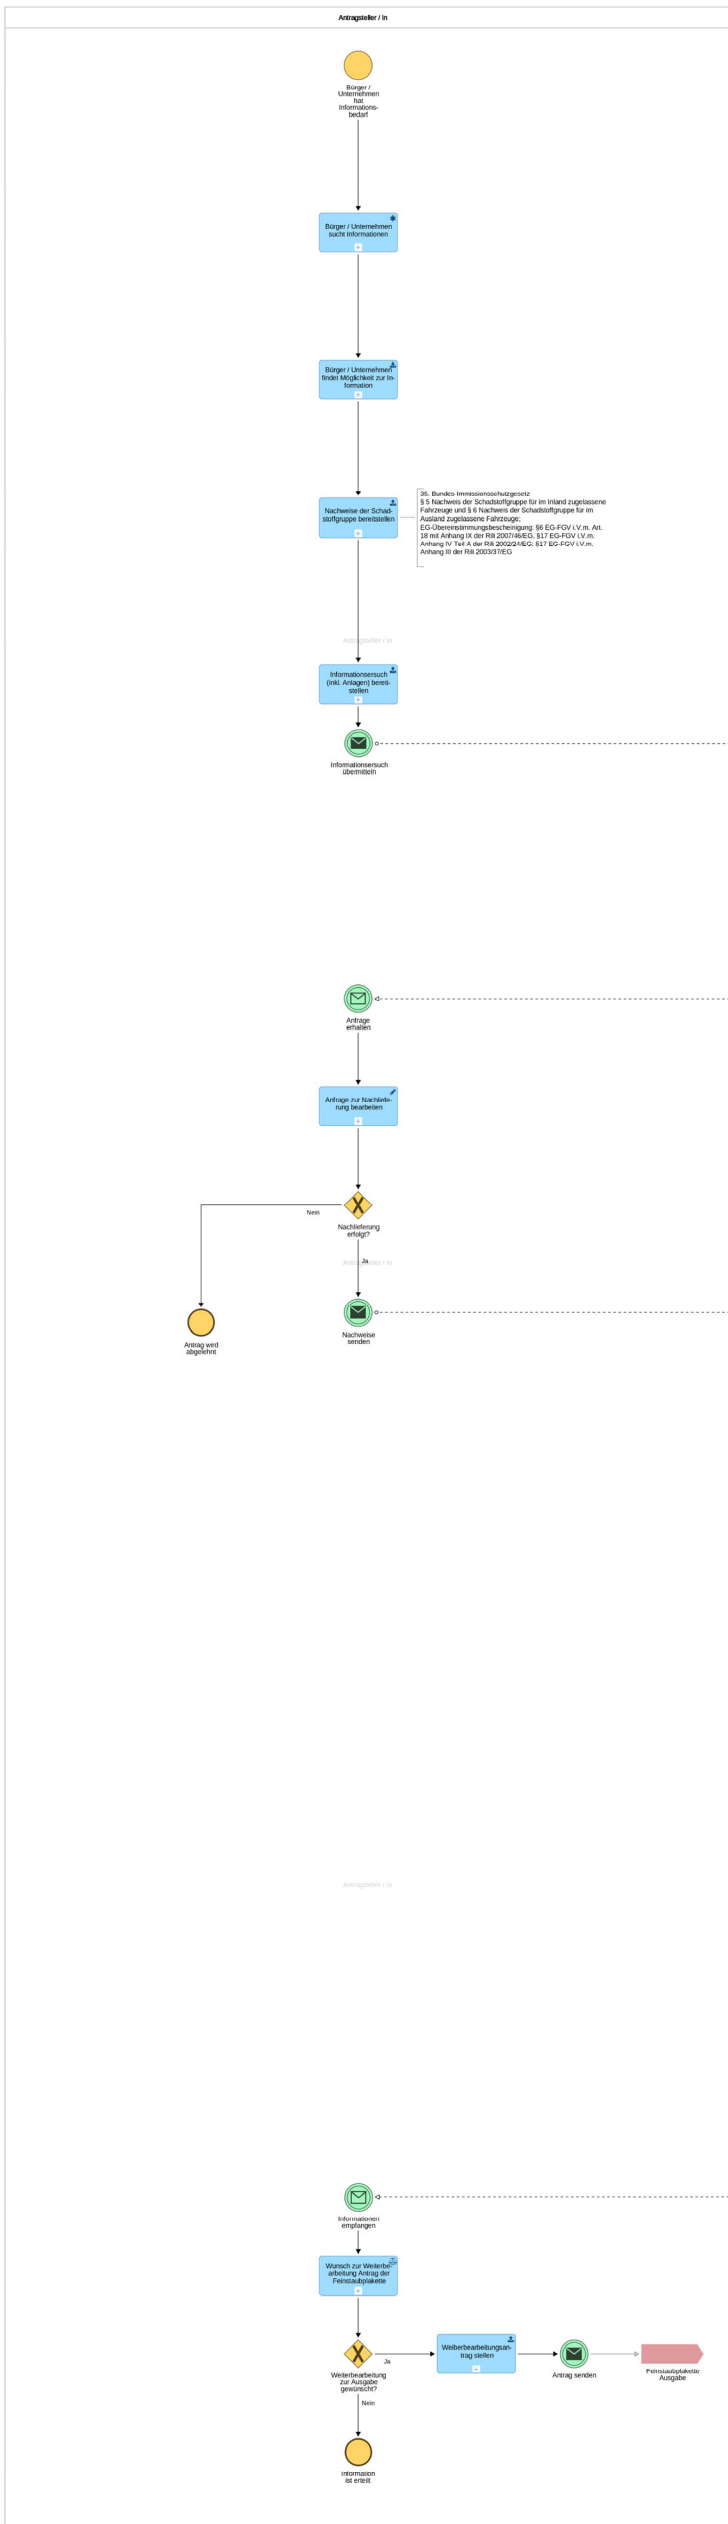 Antragsteller / in
Bürger /
Unternehmen
hat
Informations-
bedarf
Bürger / Unternehmen
sucht Informationen
Bürger / Unternehmen
findet Möglichkeit zur In-
formation
Nachweise der Schad-
stoffgruppe bereitstellen
35. Bundes-Immissionsschutzgesetz
§ 5 Nachweis der Schadstoffgruppe für im Inland zugelassene
Fahrzeuge und § 6 Nachweis der Schadstoffgruppe für im
Ausland zugelassene Fahrzeuge;
EG-Übereinstimmungsbescheinigung: §6 EG-FGV i.V.m. Art.
18 mit Anhang IX der Rili 2007/46/EG, §17 EG-FGV i.V.m.
Anhang IV Teil A der Rili 2002/24/EG; §17 EG-FGV i.V.m.
Anhang III der Rili 2003/37/EG
Antragsteller / in
Informationsersuch
(inkl. Anlagen) bereit-
stellen
Informationsersuch
übermitteln
Anfrage
erhalten
Anfrage zur Nachliefe-
rung bearbeiten
Nein
Nachlieferung
erfolgt?
Ja
Antragsteller / in
Antrag wird
abgelehnt
Nachweise
senden
Antragsteller / in
Informationen
empfangen
Wunsch zur Weiterbe-
arbeitung Antrag der
Feinstaubplakette
Weiterbearbeitung
zur Ausgabe
gewünscht?
Ja
Weiberbearbeitungsan-
trag stellen
Antrag senden
Feinstaubplakette
Ausgabe
Nein
Information
ist erteilt